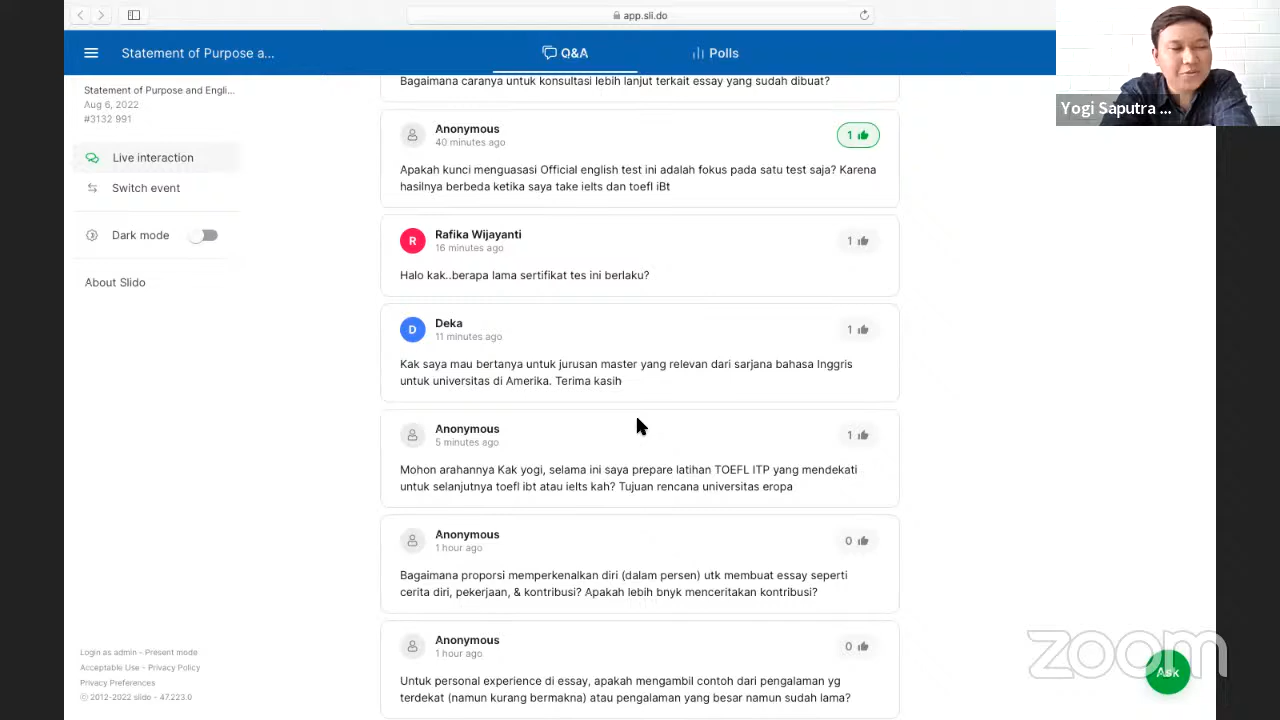 app.sli.do
Statement of Purpose a...
Q&A
Polls
Yogi Saputra ...
Statement of Purpose and Engli...
Aug 6, 2022
#3132 991
Live interaction
Switch event
Dark mode
About Slido
Bagaimana caranya untuk konsultasi lebih lanjut terkait essay yang sudah dibuat?
Anonymous
40 minutes ago
1
Apakah kunci menguasasi Official english test ini adalah fokus pada satu test saja? Karena
hasilnya berbeda ketika saya take ielts dan toefl iBt
R
Rafika Wijayanti
16 minutes ago
1
Halo kak..berapa lama sertifikat tes ini berlaku?
D
Deka
11 minutes ago
1
Kak saya mau bertanya untuk jurusan master yang relevan dari sarjana bahasa Inggris
untuk universitas di Amerika. Terima kasih
Anonymous
5 minutes ago
1
Mohon arahannya Kak yogi, selama ini saya prepare latihan TOEFL ITP yang mendekati
untuk selanjutnya toefl ibt atau ielts kah? Tujuan rencana universitas eropa
Anonymous
1 hour ago
0
Bagaimana proporsi memperkenalkan diri (dalam persen) utk membuat essay seperti
cerita diri, pekerjaan, & kontribusi? Apakah lebih bnyk menceritakan kontribusi?
Anonymous
1 hour ago
0
Untuk personal experience di essay, apakah mengambil contoh dari pengalaman yg
terdekat (namun kurang bermakna) atau pengalaman yang besar namun sudah lama?
Login as admin - Present mode
Acceptable Use - Privacy Policy
Privacy Preferences
© 2012-2022 slido - 47.223.0
zoom
Ask